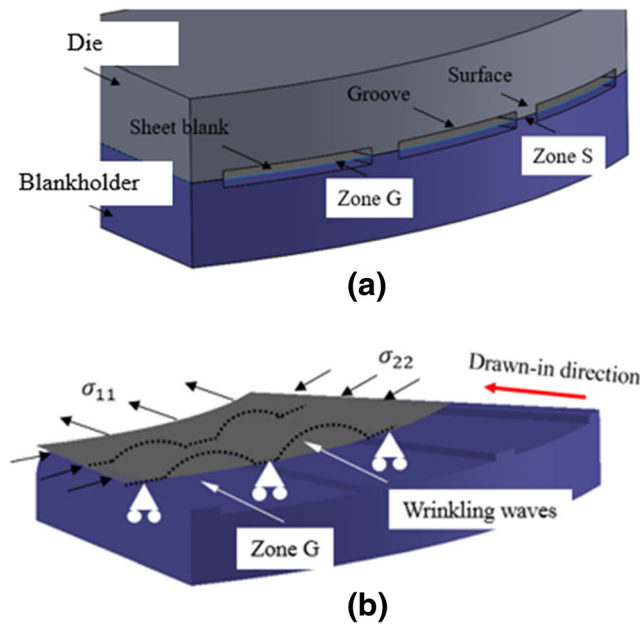 Die
Surface
Groove
Sheet blank
Zone S
Blankholder
Zone G
(a)
σ₂₂
Drawn-in direction
σ₁₁
Wrinkling waves
Zone G
(b)